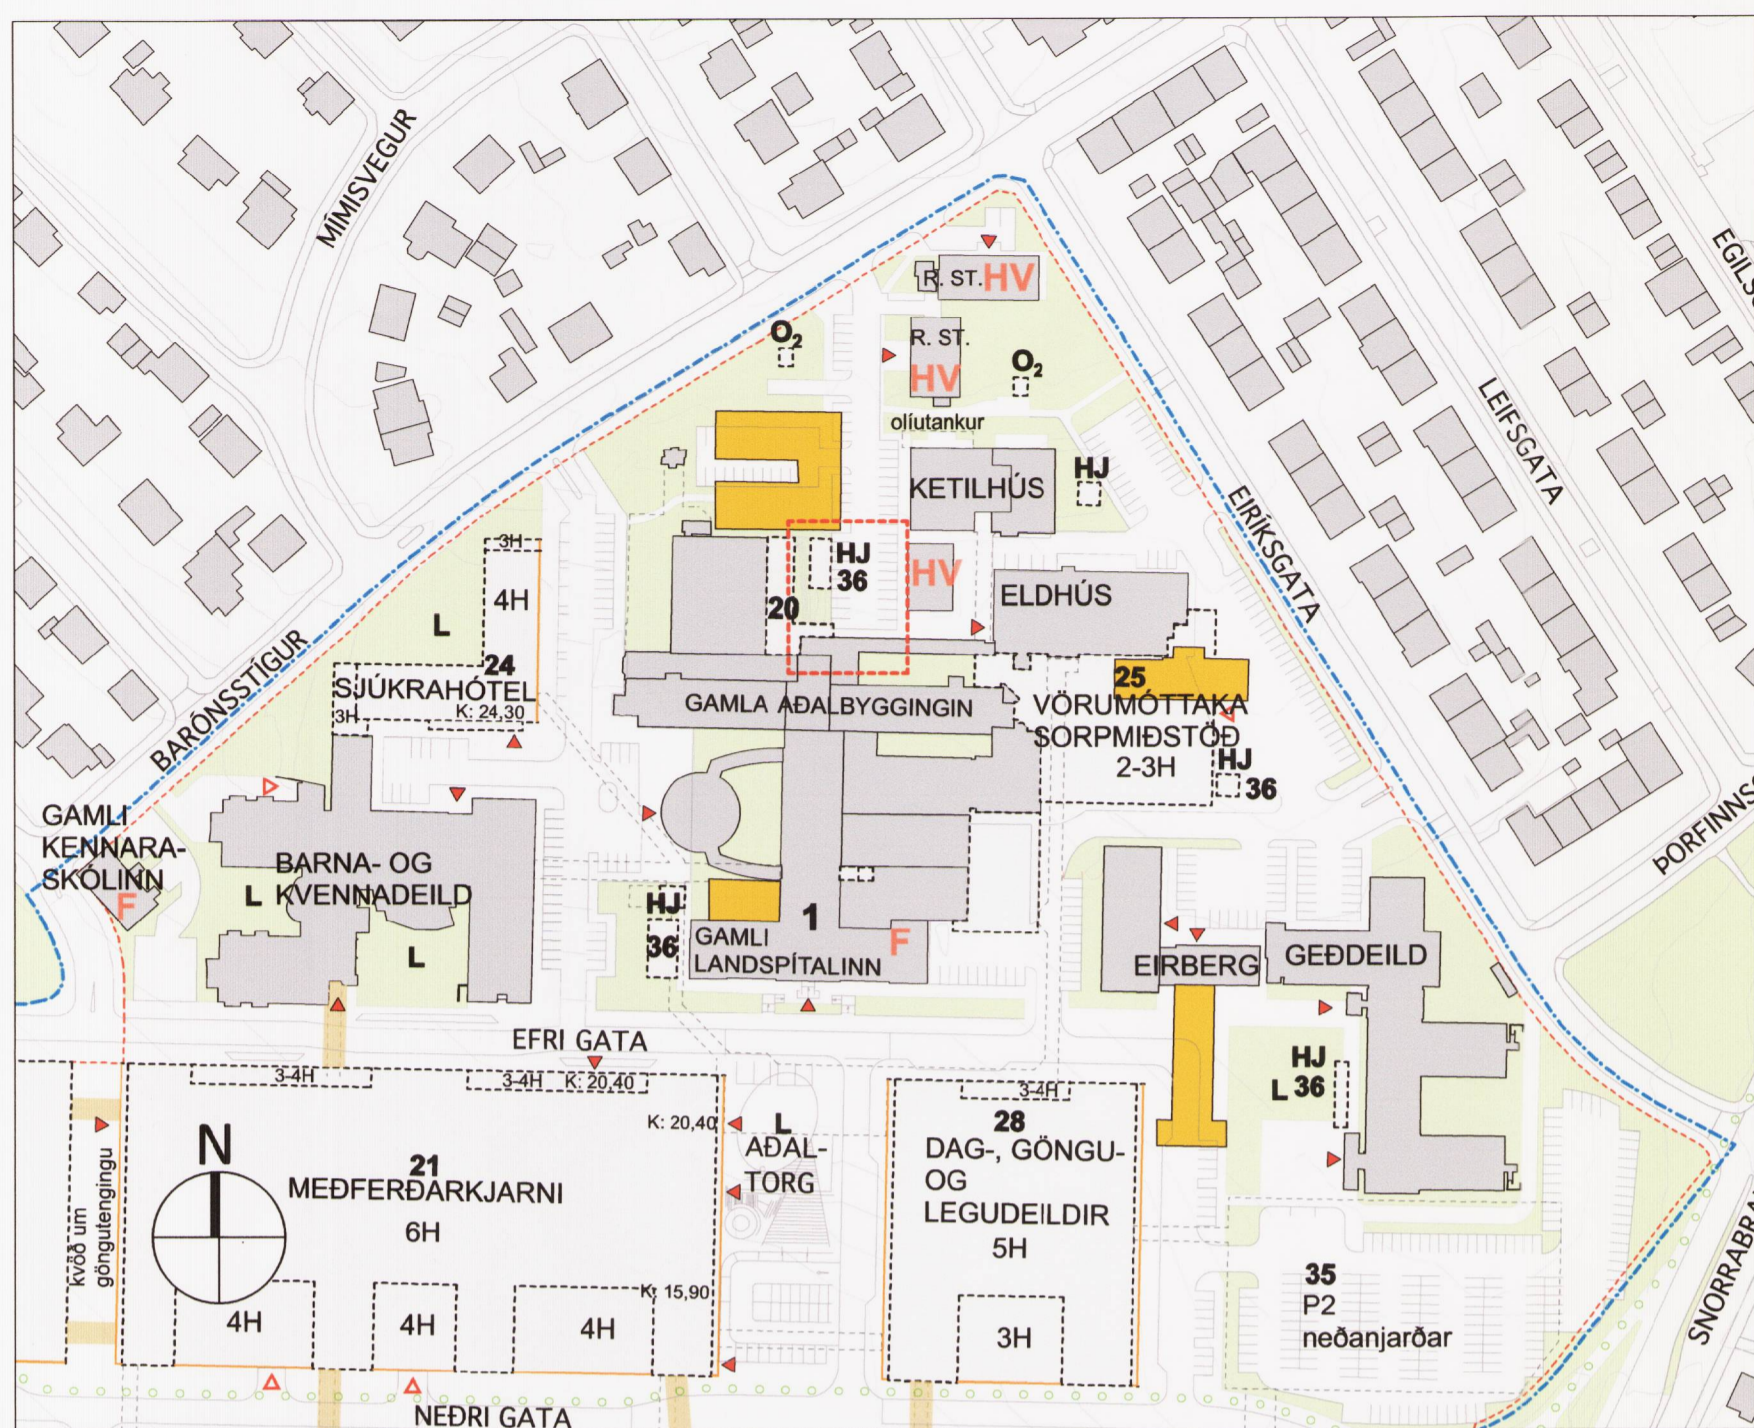 MÍMISVEGUR
EGILS
LEIFSGATA
EIRÍKSGATA
BARÓNSSTÍGUR
ÞORFINNS
SNORRABRA
R. ST. HV
R. ST.
HV
O2
O2
olíutankur
KETILHÚS
HJ
HJ
36
HV
20
ELDHÚS
3H
4H
L
24
SJÚKRAHÓTEL
3H
K: 24,30
GAMLA AÐALBYGGINGIN
25
VÖRUMÓTTAKA
SORPMIÐSTÖÐ
2-3H
HJ
36
GAMLI
KENNARA-
SKÓLINN
F
BARNA- OG
L KVENNADEILD
L
HJ
36
1
GAMLI
LANDSPÍTALINN
F
EIRBERG
GEÐDEILD
HJ
L 36
EFRI GATA
3-4H
3-4H K: 20,40
K: 20,40
N
21
MEÐFERÐARKJARNI
6H
kvöð um
göngutengingu
4H
4H
4H
K: 15,90
L
AÐAL-
TORG
3-4H
28
DAG-, GÖNGU-
OG
LEGUDEILDIR
5H
3H
35
P2
neðanjarðar
NEÐRI GATA